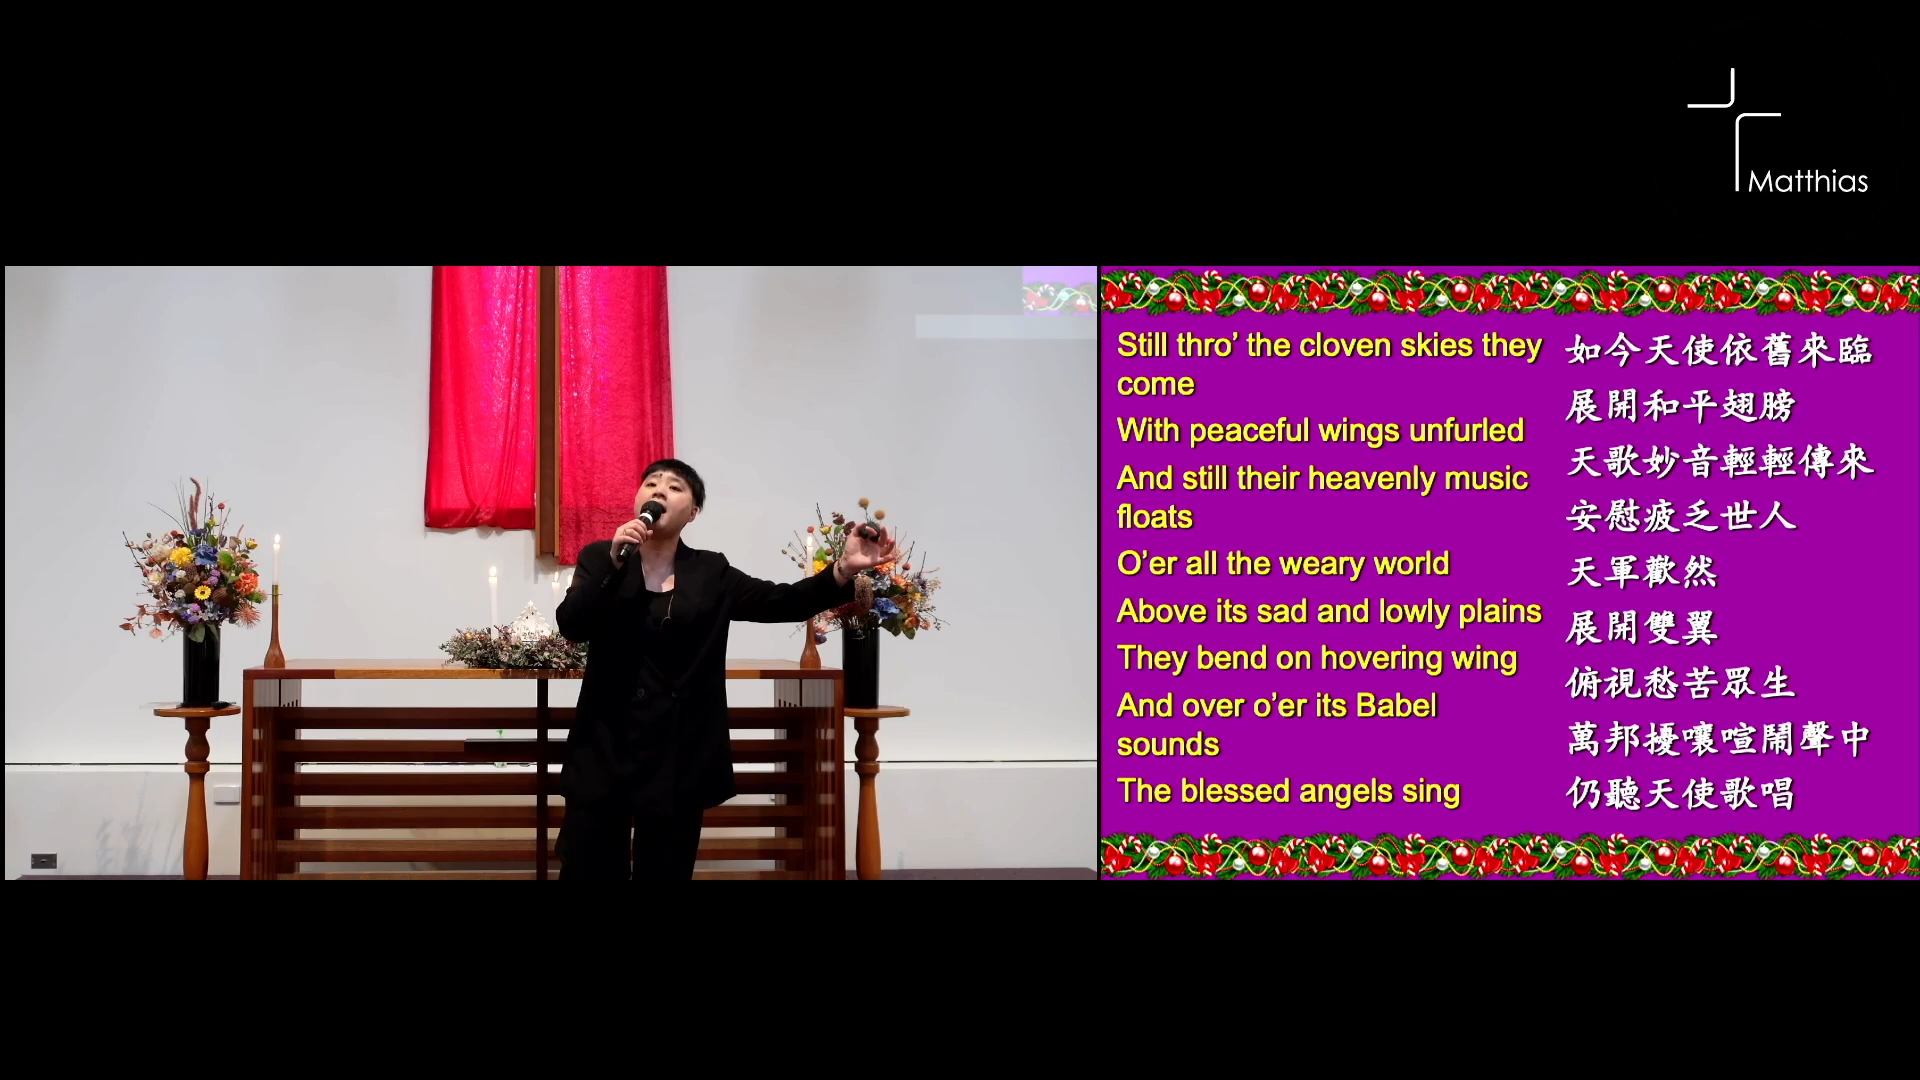 Matthias
Still thro’ the cloven skies they
come
With peaceful wings unfurled
And still their heavenly music
floats
O’er all the weary world
Above its sad and lowly plains
They bend on hovering wing
And over o’er its Babel
sounds
The blessed angels sing
如今天使依舊來臨
展開和平翅膀
天歌妙音輕輕傳來
安慰疲乏世人
天軍歡然
展開雙翼
俯視愁苦眾生
萬邦擾嚷喧鬧聲中
仍聽天使歌唱